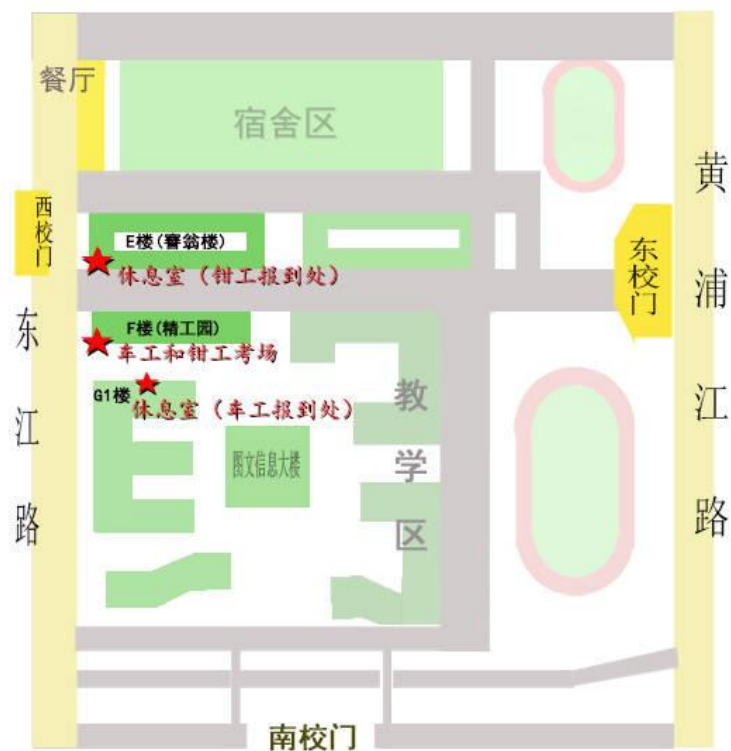 餐厅
宿舍区
黄浦江路
西校门
E楼(謇翁楼)
休息室（钳工报到处）
东校门
东江路
F楼(精工园)
车工和钳工考场
G1楼
休息室（车工报到处）
教学区
图文信息大楼
南校门